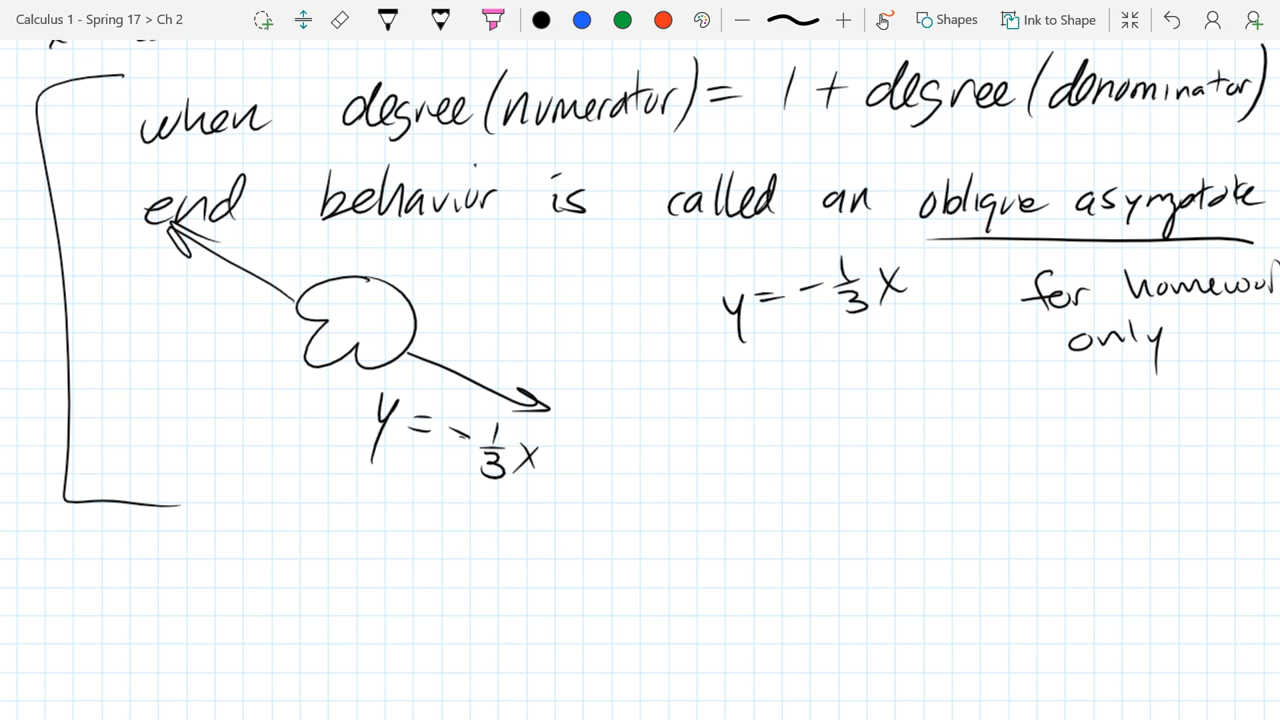 Calculus 1 - Spring 17 > Ch 2
Shapes
Ink to Shape
when degree(numerator) = 1 + degree(denominator)
end behavior is called an oblique asymptote
y = -1/3 x
for homewor
only
y = -1/3 x